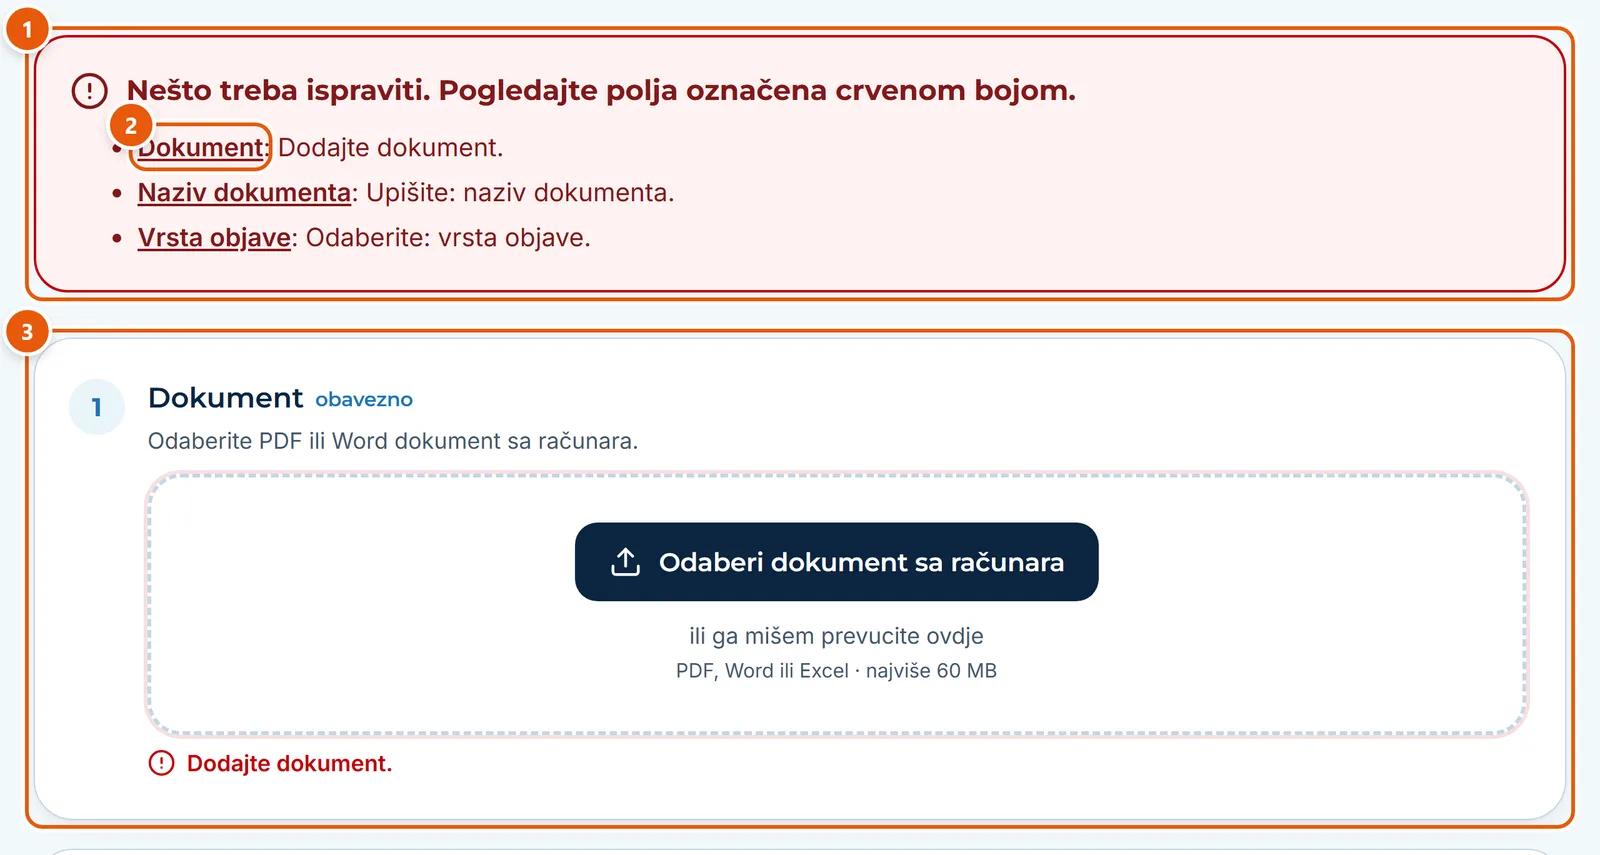 1
Nešto treba ispraviti. Pogledajte polja označena crvenom bojom.
2
Dokument: Dodajte dokument.
Naziv dokumenta: Upišite: naziv dokumenta.
Vrsta objave: Odaberite: vrsta objave.
3
1
Dokument obavezno
Odaberite PDF ili Word dokument sa računara.
Odaberi dokument sa računara
ili ga mišem prevucite ovdje
PDF, Word ili Excel · najviše 60 MB
Dodajte dokument.